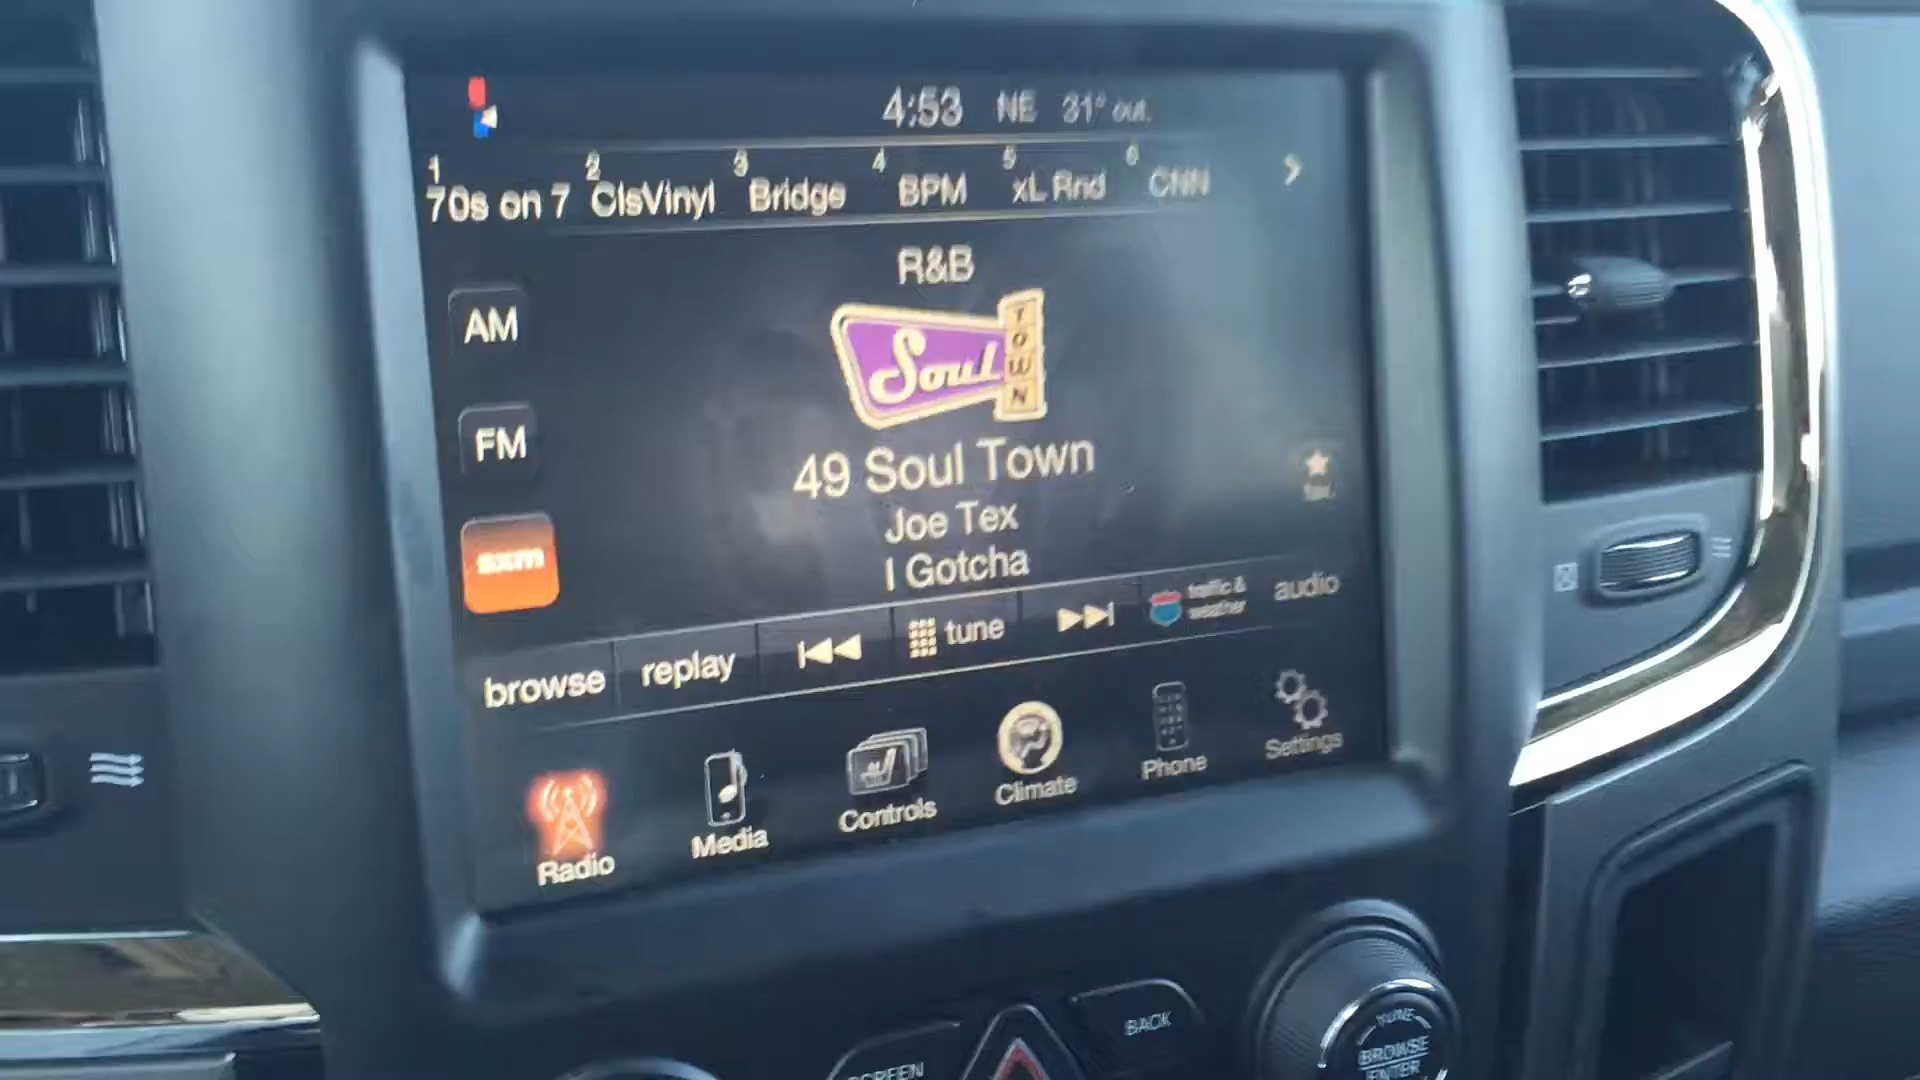 4:53 NE 31° out.
1 2 3 4 5 6
70s on 7 ClsVinyl Bridge BPM xL Rnd CNN
R&B
AM
Soul TOWN
FM
49 Soul Town
fav.
Joe Tex
sxm
I Gotcha
browse replay tune traffic & weather audio
Radio Media Controls Climate Phone Settings
SCREEN BACK
TUNE
BROWSE
ENTER